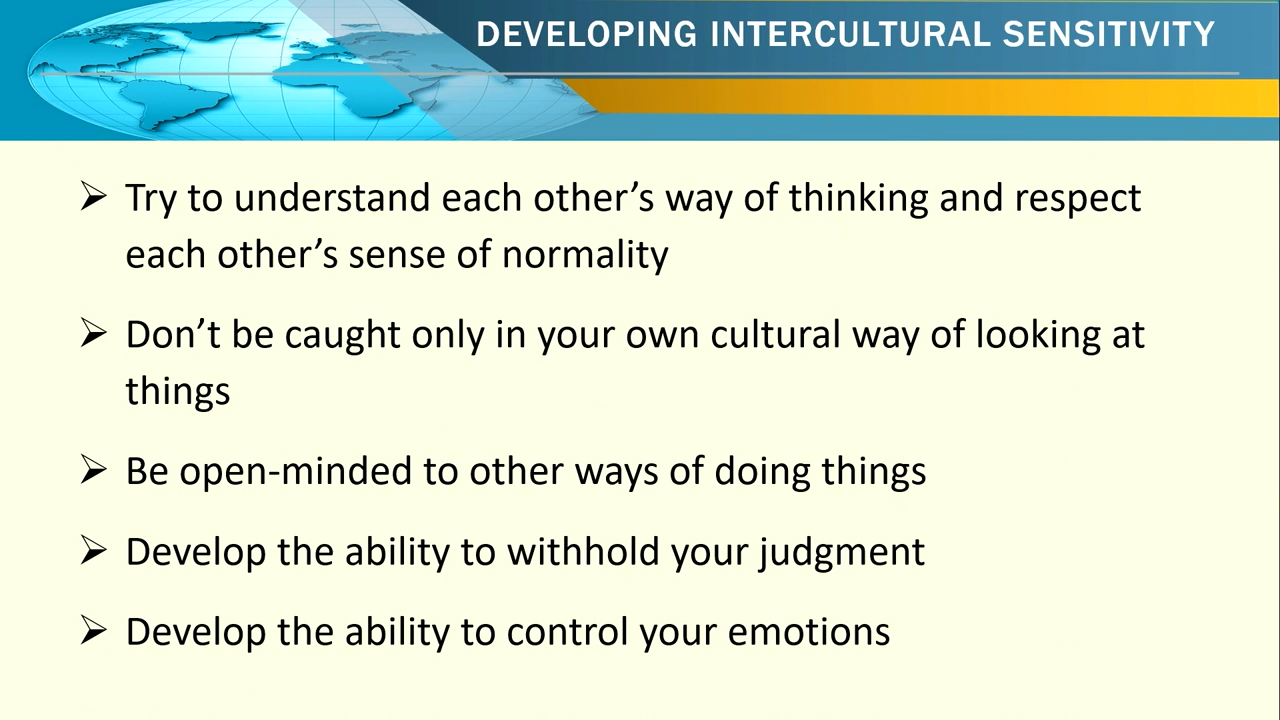 DEVELOPING INTERCULTURAL SENSITIVITY
➢ Try to understand each other’s way of thinking and respect
each other’s sense of normality
➢ Don’t be caught only in your own cultural way of looking at
things
➢ Be open-minded to other ways of doing things
➢ Develop the ability to withhold your judgment
➢ Develop the ability to control your emotions